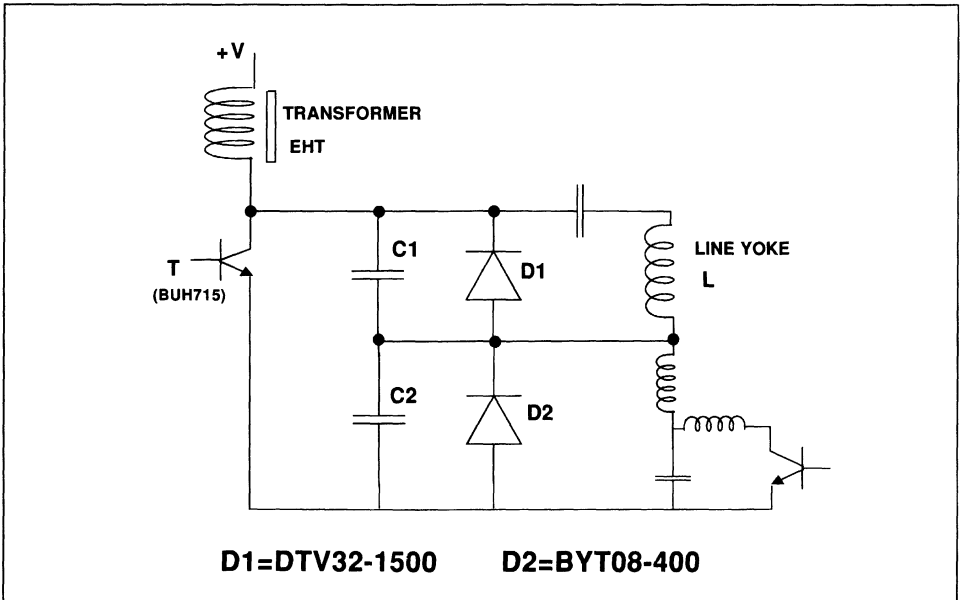 +V
TRANSFORMER
EHT
C1
D1
LINE YOKE
L
T
(BUH715)
C2
D2
D1=DTV32-1500 D2=BYT08-400